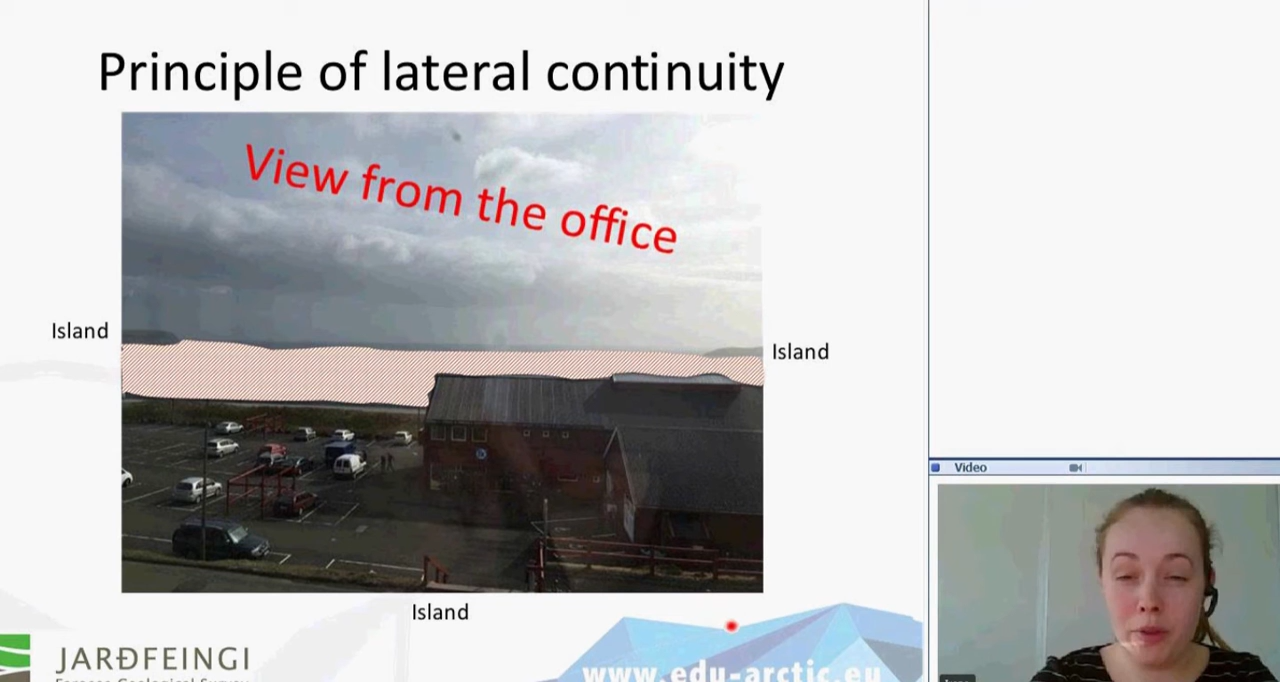 Principle of lateral continuity
View from the office
Island
Island
Island
JARÐFEINGI
www.edu-arctic.eu
Video